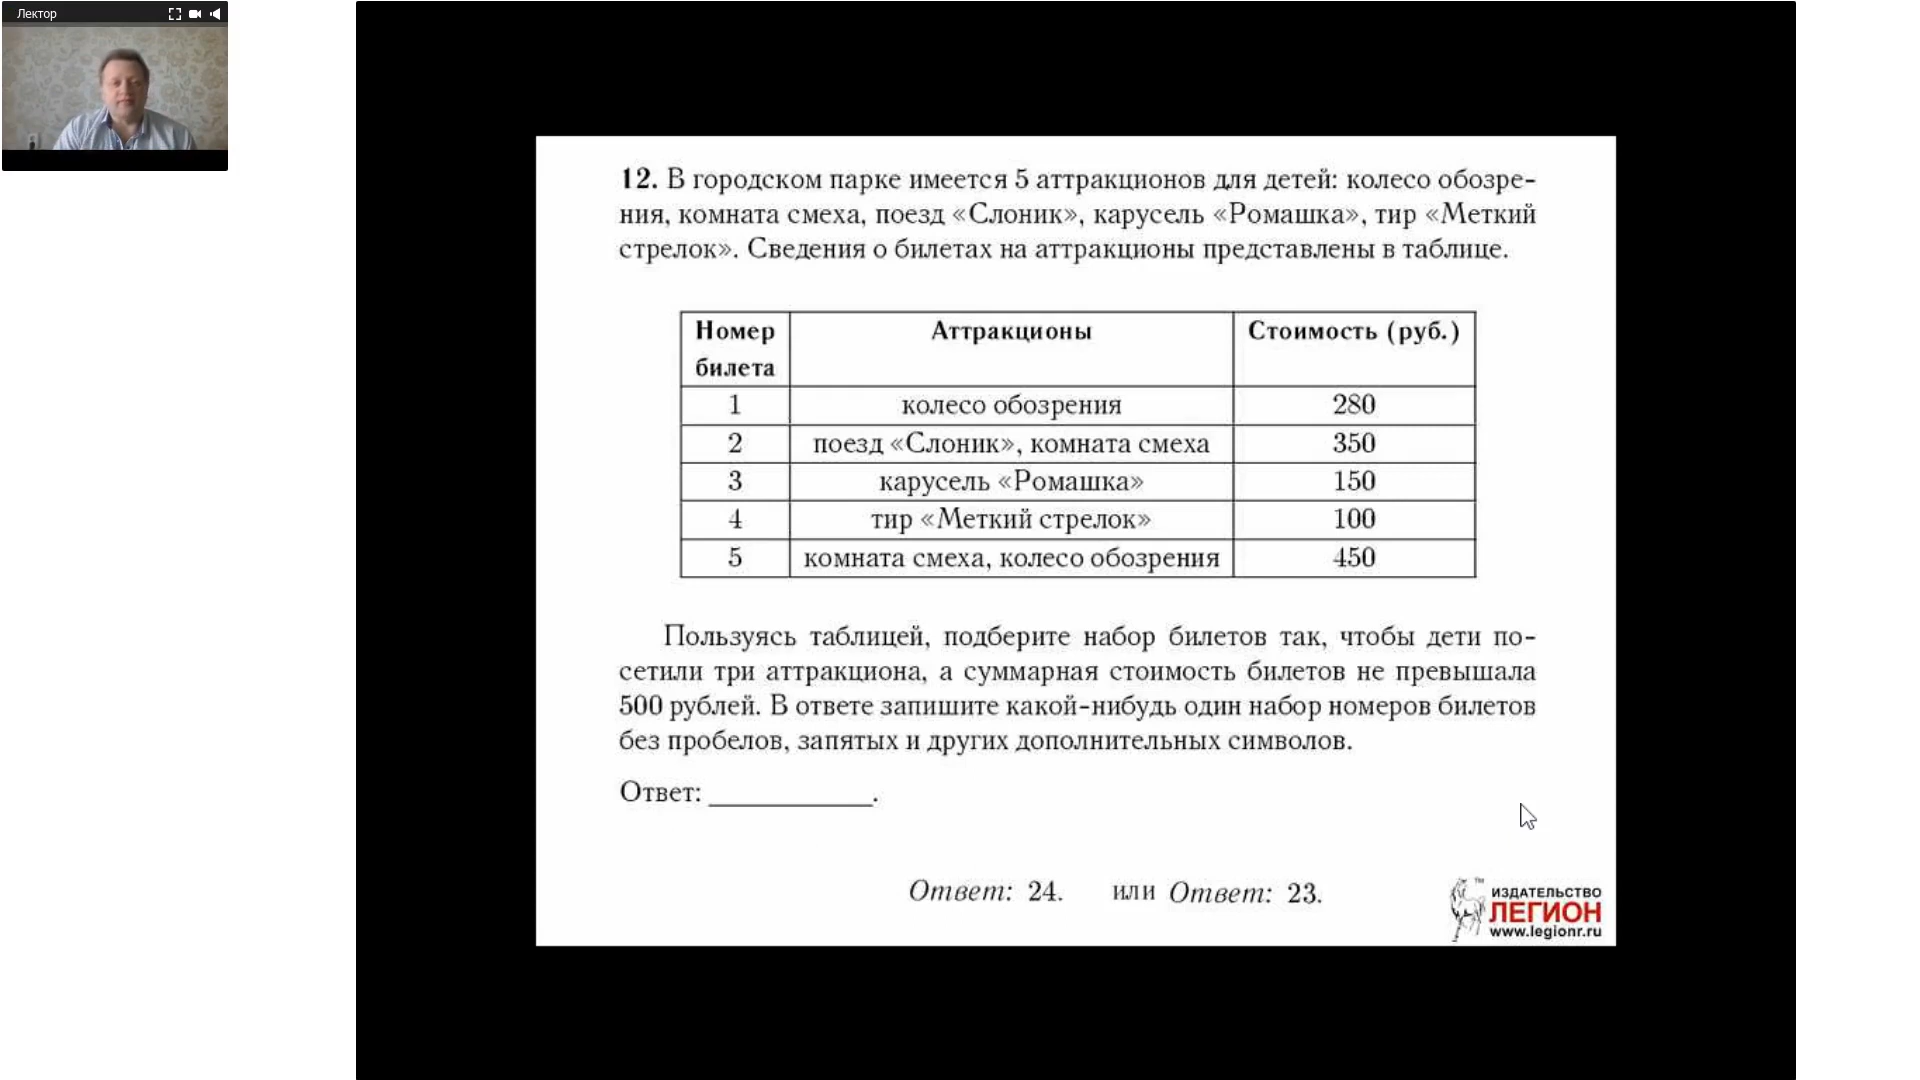 Лектор
12. В городском парке имеется 5 аттракционов для детей: колесо обозре-
ния, комната смеха, поезд «Слоник», карусель «Ромашка», тир «Меткий
стрелок». Сведения о билетах на аттракционы представлены в таблице.
Номер билета Аттракционы Стоимость (руб.)
1 колесо обозрения 280
2 поезд «Слоник», комната смеха 350
3 карусель «Ромашка» 150
4 тир «Меткий стрелок» 100
5 комната смеха, колесо обозрения 450
Пользуясь таблицей, подберите набор билетов так, чтобы дети по-
сетили три аттракциона, а суммарная стоимость билетов не превышала
500 рублей. В ответе запишите какой-нибудь один набор номеров билетов
без пробелов, запятых и других дополнительных символов.
Ответ: ___________.
Ответ: 24. или Ответ: 23.
TM
ИЗДАТЕЛЬСТВО
ЛЕГИОН
www.legionr.ru